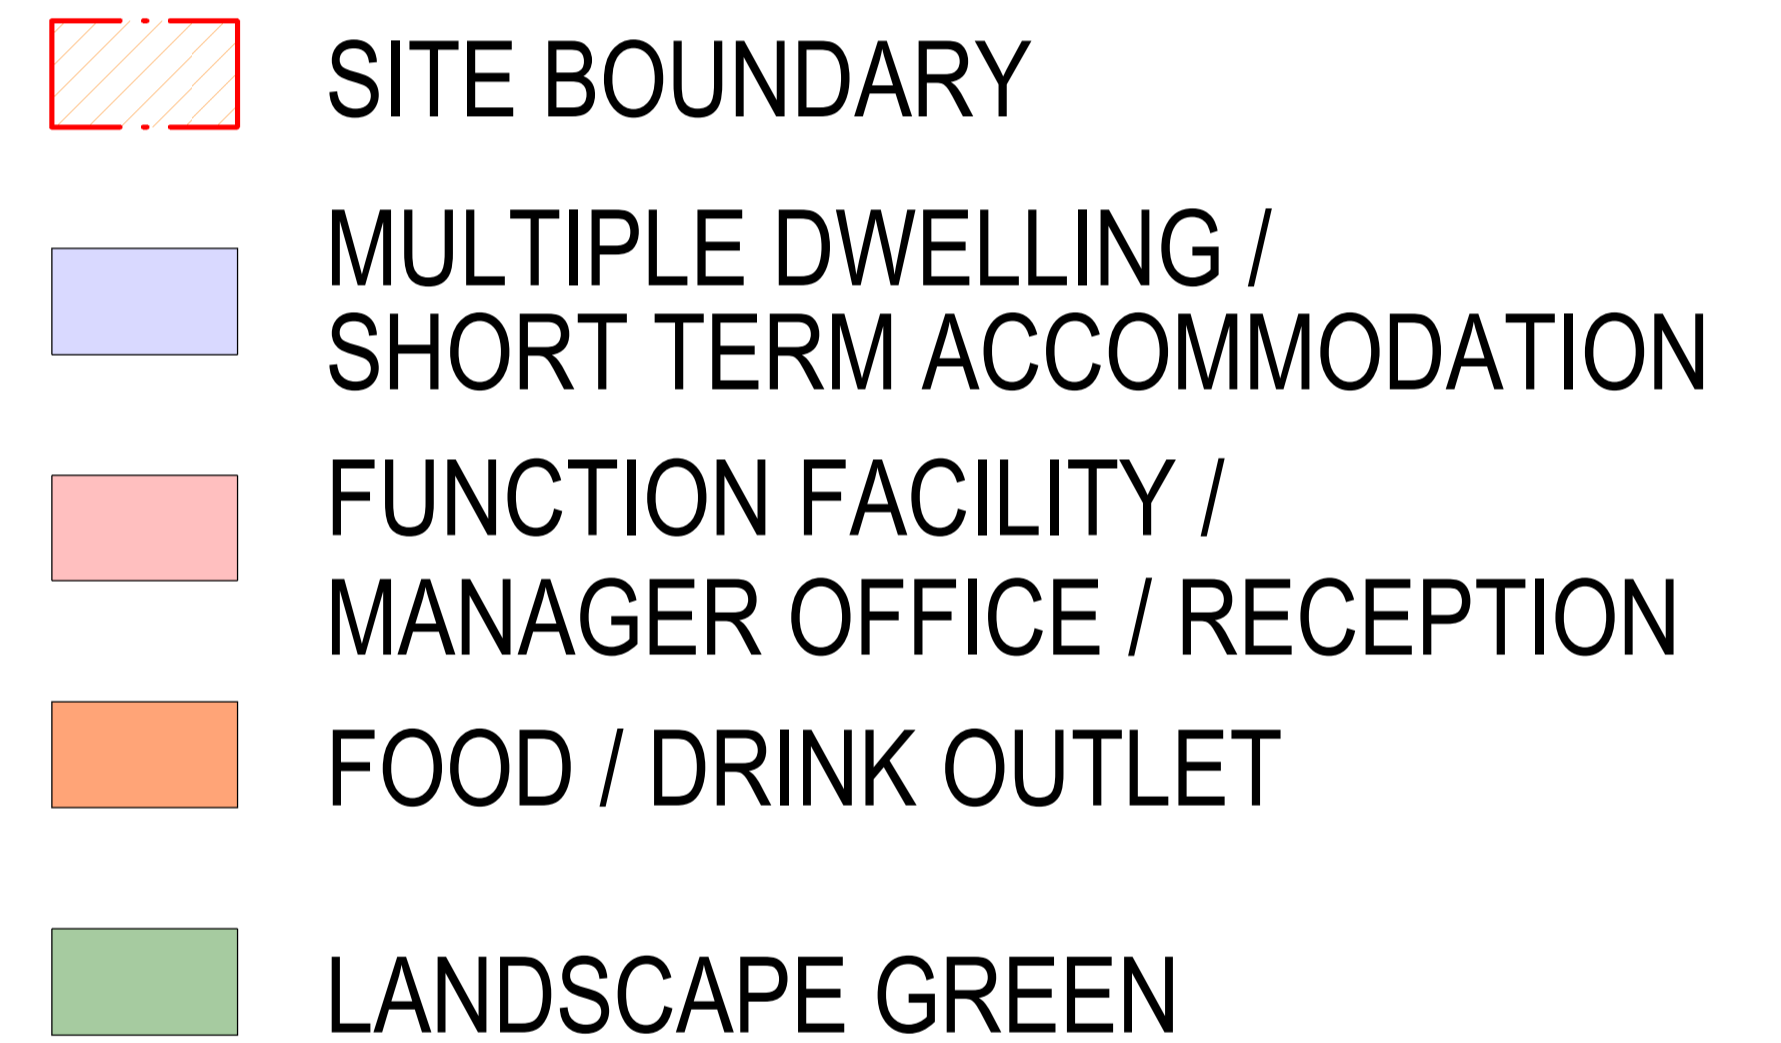 SITE BOUNDARY
MULTIPLE DWELLING /
SHORT TERM ACCOMMODATION
FUNCTION FACILITY /
MANAGER OFFICE / RECEPTION
FOOD / DRINK OUTLET
LANDSCAPE GREEN